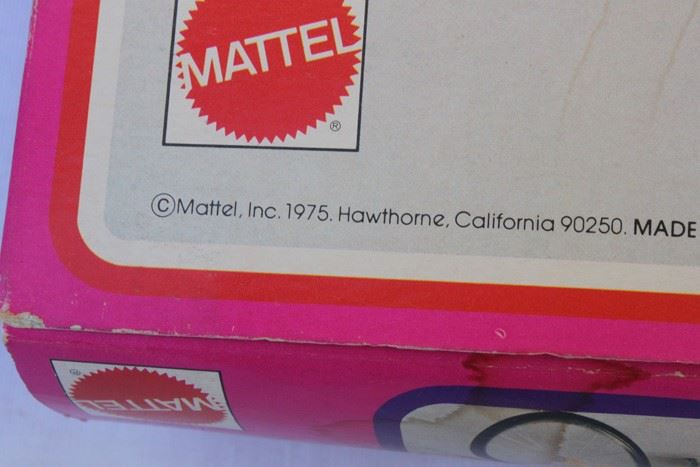 MATTEL
®
©Mattel, Inc. 1975. Hawthorne, California 90250. MADE
®
MATTEL